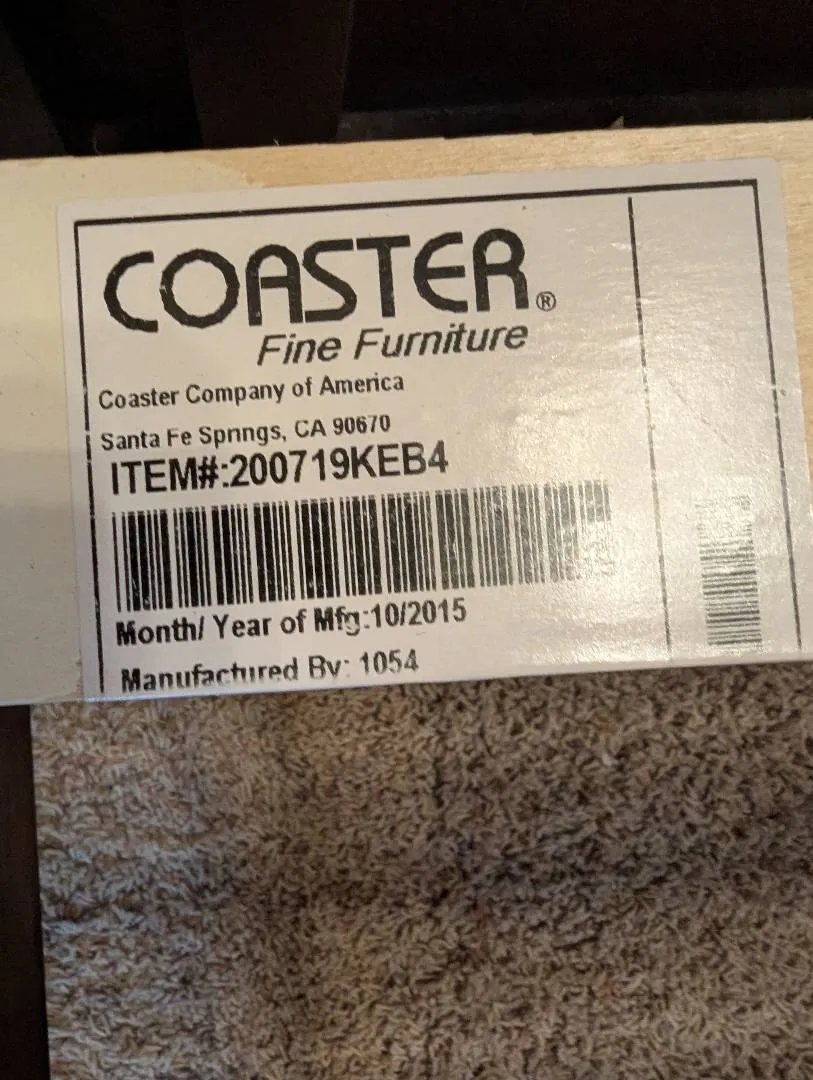 COASTER®
Fine Furniture
Coaster Company of America
Santa Fe Springs, CA 90670
ITEM#:200719KEB4
Month/ Year of Mfg:10/2015
Manufactured By: 1054